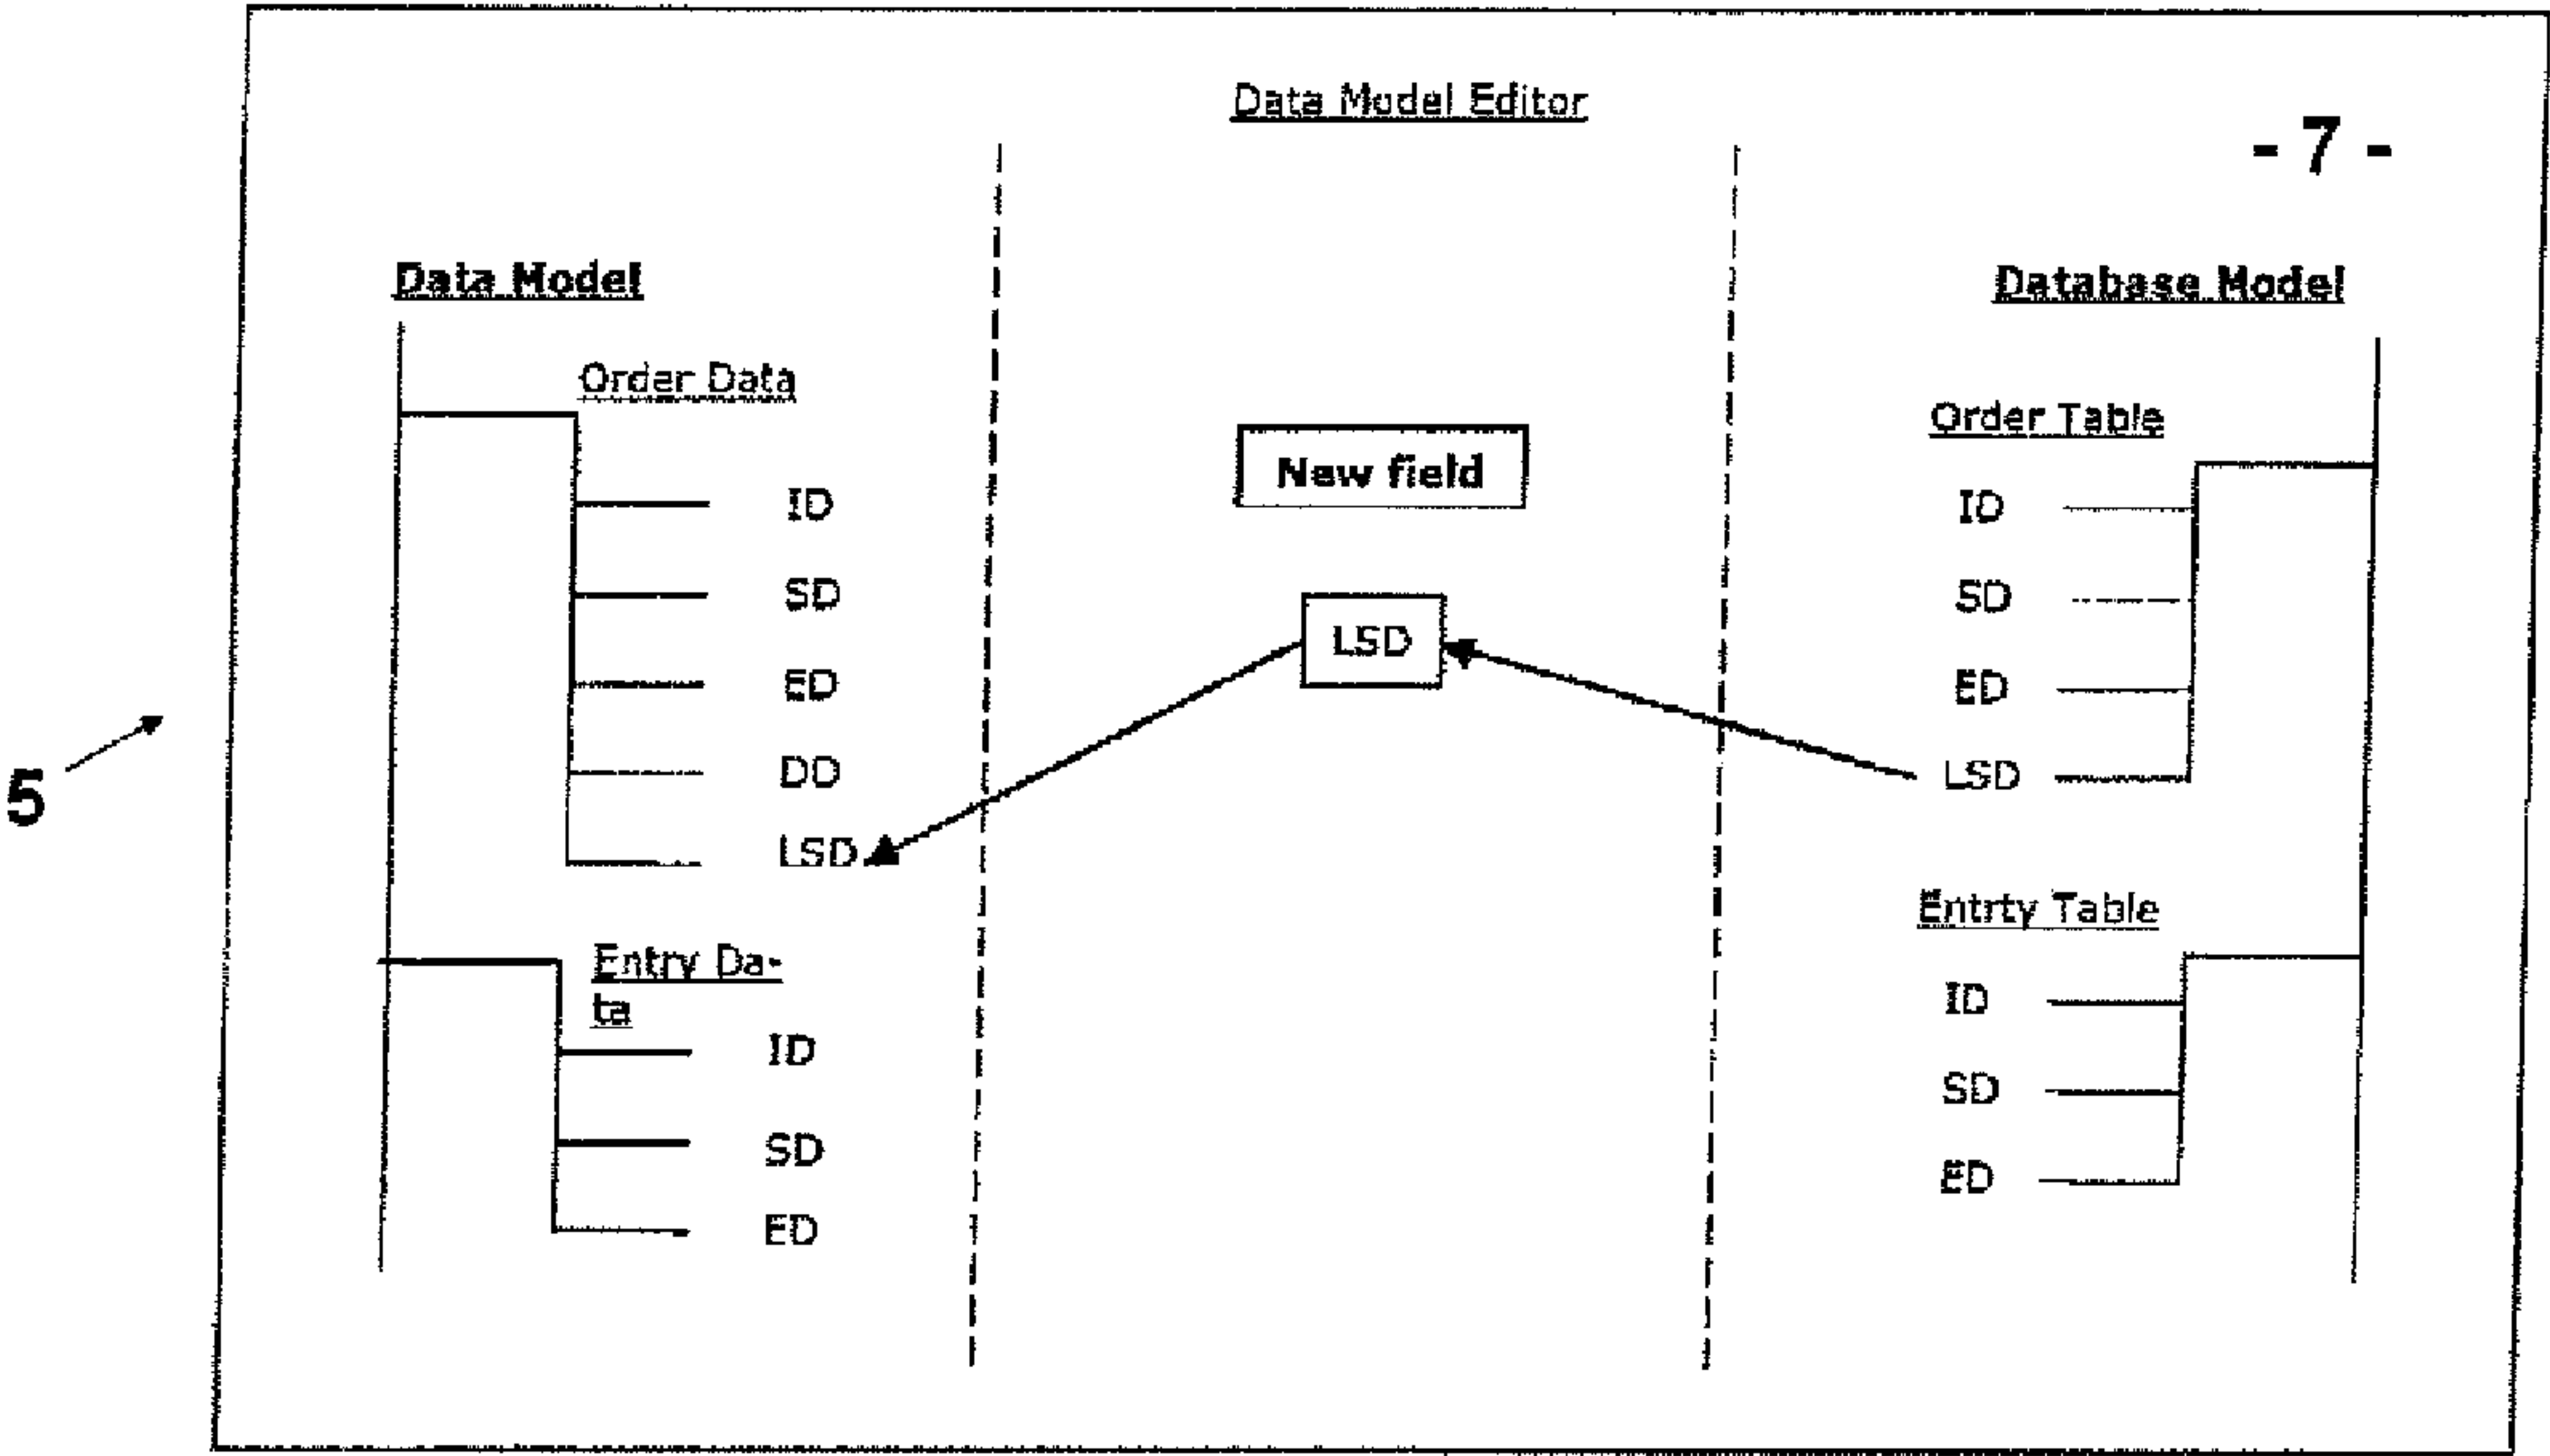 Data Model Editor
- 7 -
Data Model
Order Data
ID
SD
ED
DD
LSD
Entry Da-
ta
ID
SD
ED
New field
LSD
Database Model
Order Table
ID
SD
ED
LSD
Entrty Table
ID
SD
ED
5